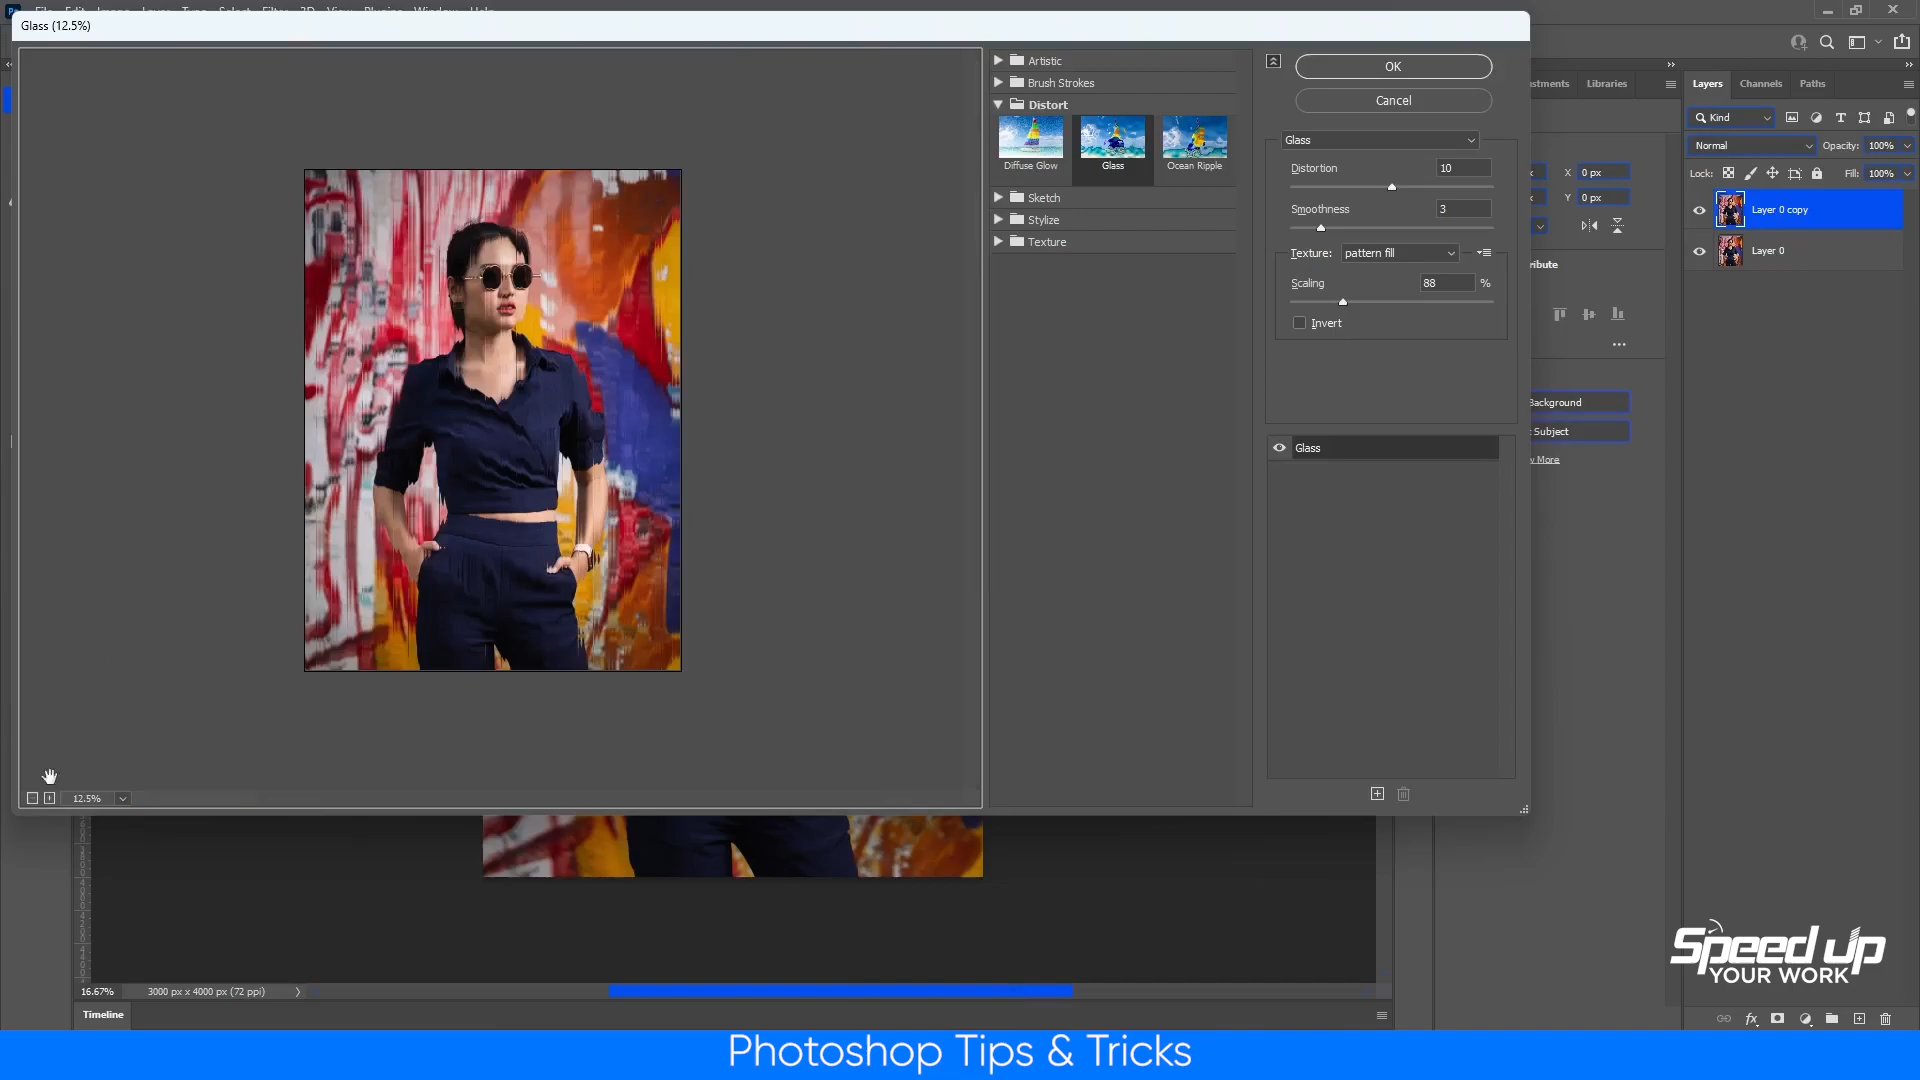 Glass (12.5%)
Artistic
Brush Strokes
Distort
Diffuse Glow
Glass
Ocean Ripple
Sketch
Stylize
Texture
12.5%
OK
Cancel
Glass
Distortion
10
Smoothness
3
Texture:
pattern fill
Scaling
88
%
Invert
Glass
Libraries
X
0 px
Y
0 px
Background
Subject
Layers
Channels
Paths
Kind
Normal
Opacity:
100%
Lock:
Fill:
100%
Layer 0 copy
Layer 0
16.67%
3000 px x 4000 px (72 ppi)
Timeline
Speed up
YOUR WORK
Photoshop Tips & Tricks